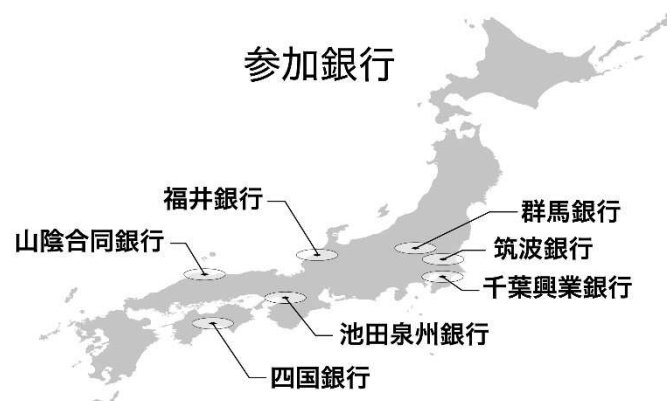 参加銀行
福井銀行
群馬銀行
山陰合同銀行
筑波銀行
千葉興業銀行
池田泉州銀行
四国銀行